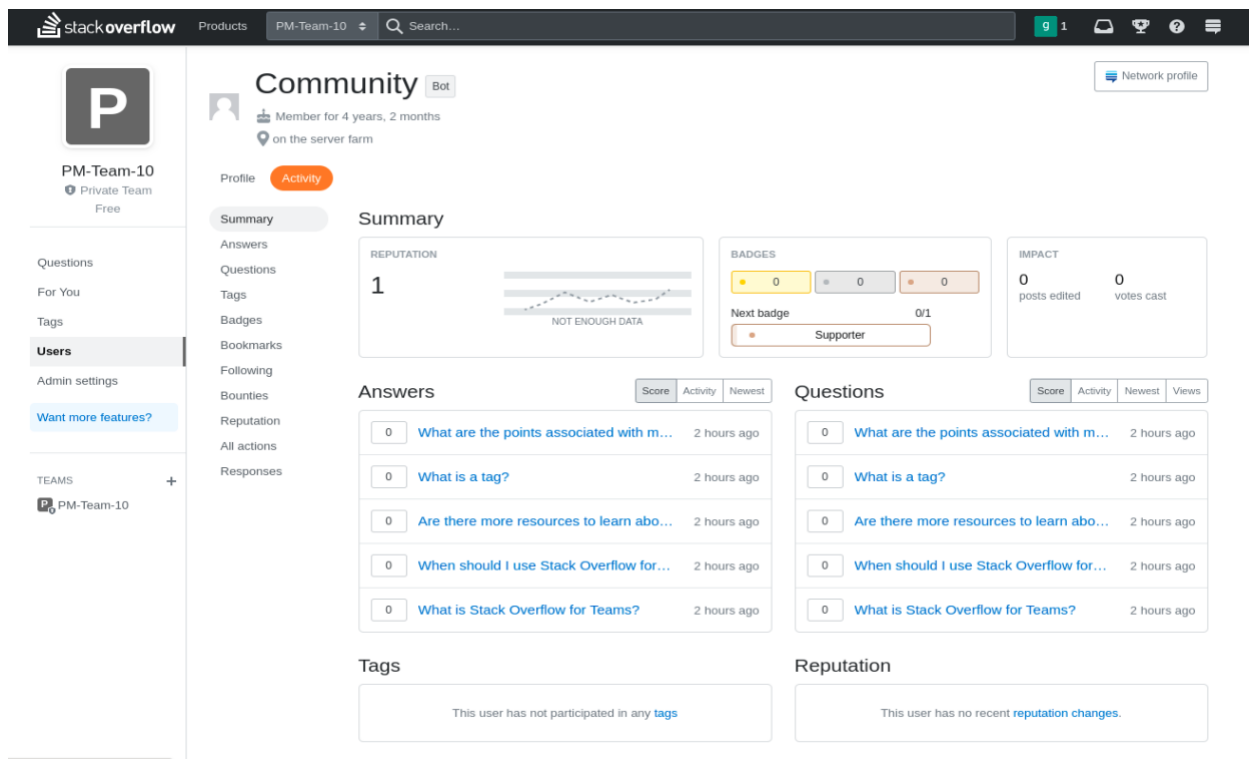 stackoverflow Products PM-Team-10 Search... g 1
P
PM-Team-10
Private Team
Free
Questions
For You
Tags
Users
Admin settings
Want more features?
TEAMS +
P PM-Team-10
Community Bot
Network profile
Member for 4 years, 2 months
on the server farm
Profile Activity
Summary
Answers
Questions
Tags
Badges
Bookmarks
Following
Bounties
Reputation
All actions
Responses
Summary
REPUTATION
1
NOT ENOUGH DATA
BADGES
0 0 0
Next badge 0/1
Supporter
IMPACT
0 0
posts edited votes cast
Answers Score Activity Newest
0 What are the points associated with m... 2 hours ago
0 What is a tag? 2 hours ago
0 Are there more resources to learn abo... 2 hours ago
0 When should I use Stack Overflow for... 2 hours ago
0 What is Stack Overflow for Teams? 2 hours ago
Questions Score Activity Newest Views
0 What are the points associated with m... 2 hours ago
0 What is a tag? 2 hours ago
0 Are there more resources to learn abo... 2 hours ago
0 When should I use Stack Overflow for... 2 hours ago
0 What is Stack Overflow for Teams? 2 hours ago
Tags
This user has not participated in any tags
Reputation
This user has no recent reputation changes.